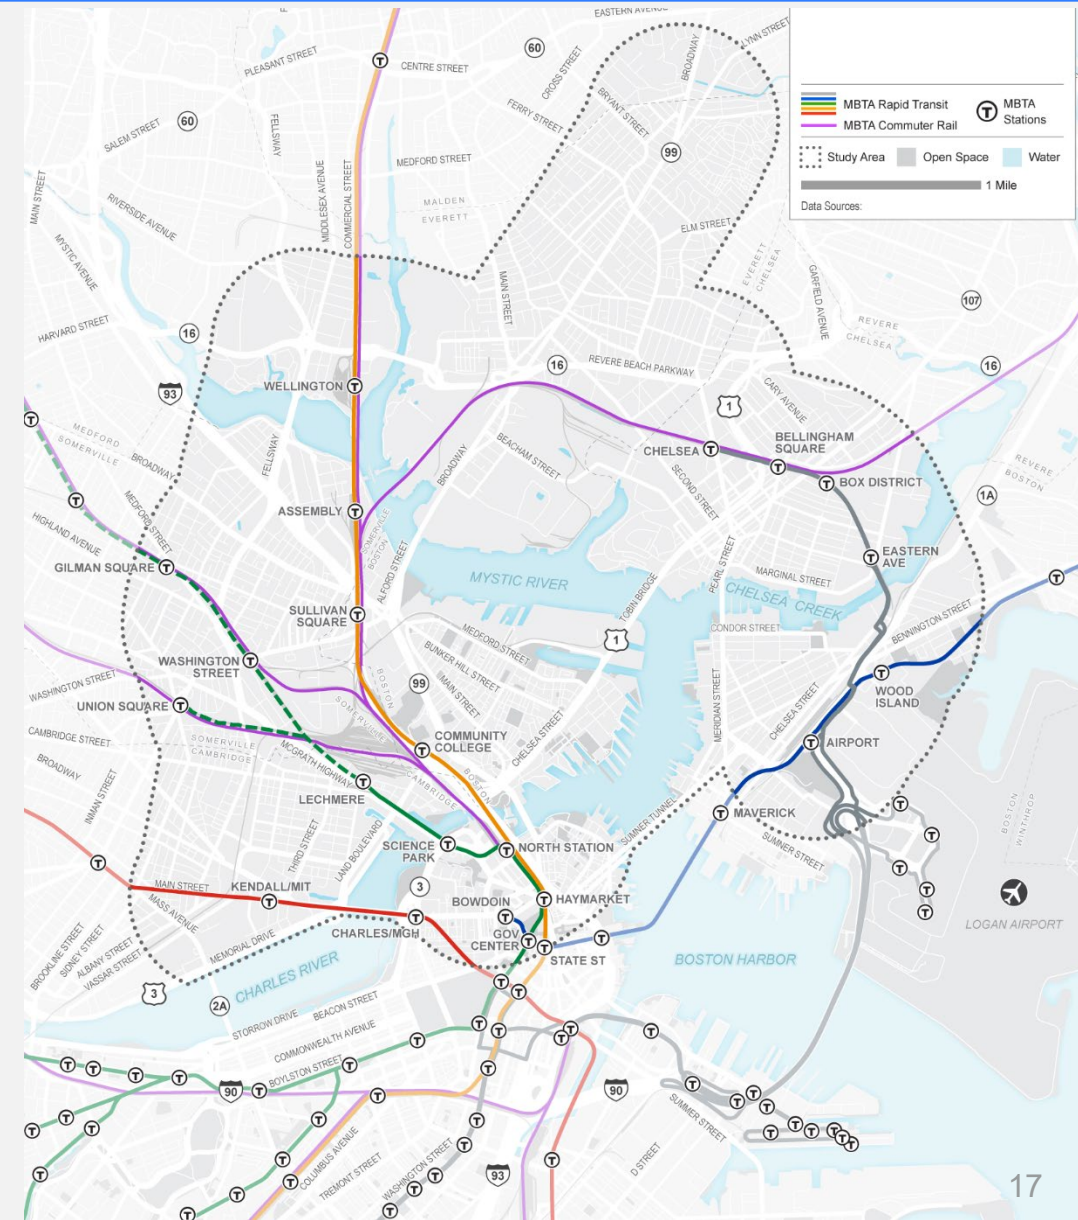 EASTERN AVENUE
LYNN STREET
BROADWAY
60
CROSS STREET
PLEASANT STREET
T
CENTRE STREET
BRYANT STREET
FERRY STREET
FELLSWAY
60
SALEM STREET
99
MBTA Rapid Transit
T MBTA
Stations
MBTA Commuter Rail
Study Area
Open Space
Water
1 Mile
Data Sources:
MAIN STREET
MIDDLESEX AVENUE
COMMERCIAL STREET
MEDFORD STREET
MALDEN
EVERETT
RIVERSIDE AVENUE
MYSTIC AVENUE
ELM STREET
EVERETT
CHELSEA
MAIN STREET
GARFIELD AVENUE
107
HARVARD STREET
16
REVERE
CHELSEA
16
REVERE BEACH PARKWAY
16
93
WELLINGTON T
CARY AVENUE
1
MEDFORD
SOMERVILLE
BROADWAY
FELLSWAY
BROADWAY
BEACHAM STREET
CHELSEA T
BELLINGHAM
SQUARE
T
BOX DISTRICT
T
SECOND STREET
REVERE
BOSTON
1A
T
T
MEDFORD STREET
HIGHLAND AVENUE
ASSEMBLY T
SOMERVILLE
BOSTON
ALFORD STREET
GILMAN SQUARE T
MYSTIC RIVER
TOBIN BRIDGE
PEARL STREET
MARGINAL STREET
CHELSEA CREEK
EASTERN
AVE
T
T
SULLIVAN
SQUARE
T
MEDFORD STREET
CONDOR STREET
BENNINGTON STREET
1
BUNKER HILL STREET
MAIN STREET
WASHINGTON
STREET
T
BOSTON
99
WASHINGTON STREET
UNION SQUARE T
SOMERVILLE
CHELSEA STREET
MERIDIAN STREET
CHELSEA STREET
WOOD
ISLAND
T
CAMBRIDGE STREET
SOMERVILLE
CAMBRIDGE
MCGRATH HIGHWAY
COMMUNITY
COLLEGE
T
BOSTON
CAMBRIDGE
AIRPORT
T
BROADWAY
INMAN STREET
LECHMERE
T
SUMNER TUNNEL
MAVERICK
T
BOSTON
WINTHROP
THIRD STREET
LAND BOULEVARD
SCIENCE
PARK
T
NORTH STATION
T
SUMNER STREET
T
T
T
T
T
T
MAIN STREET
KENDALL/MIT
T
3
BOWDOIN
T
HAYMARKET
T
LOGAN AIRPORT
MASS AVENUE
CHARLES/MGH
T
GOV
CENTER
T
STATE ST
T
T
BROOKLINE STREET
SIDNEY STREET
ALBANY STREET
VASSAR STREET
MEMORIAL DRIVE
CHARLES RIVER
BOSTON HARBOR
3
2A
T
T
STORROW DRIVE
BEACON STREET
COMMONWEALTH AVENUE
BOYLSTON STREET
T
T
T
T
T
T
T
T
T
T
T
90
T
T
T
T
90
T
T
T
T
T
SUMMER STREET
T
T
T
T
T
T
T
T
T
T
T
T
T
COLUMBUS AVENUE
TREMONT STREET
WASHINGTON STREET
D STREET
T
T
T
T
T
T
T
T
93
T
T
17